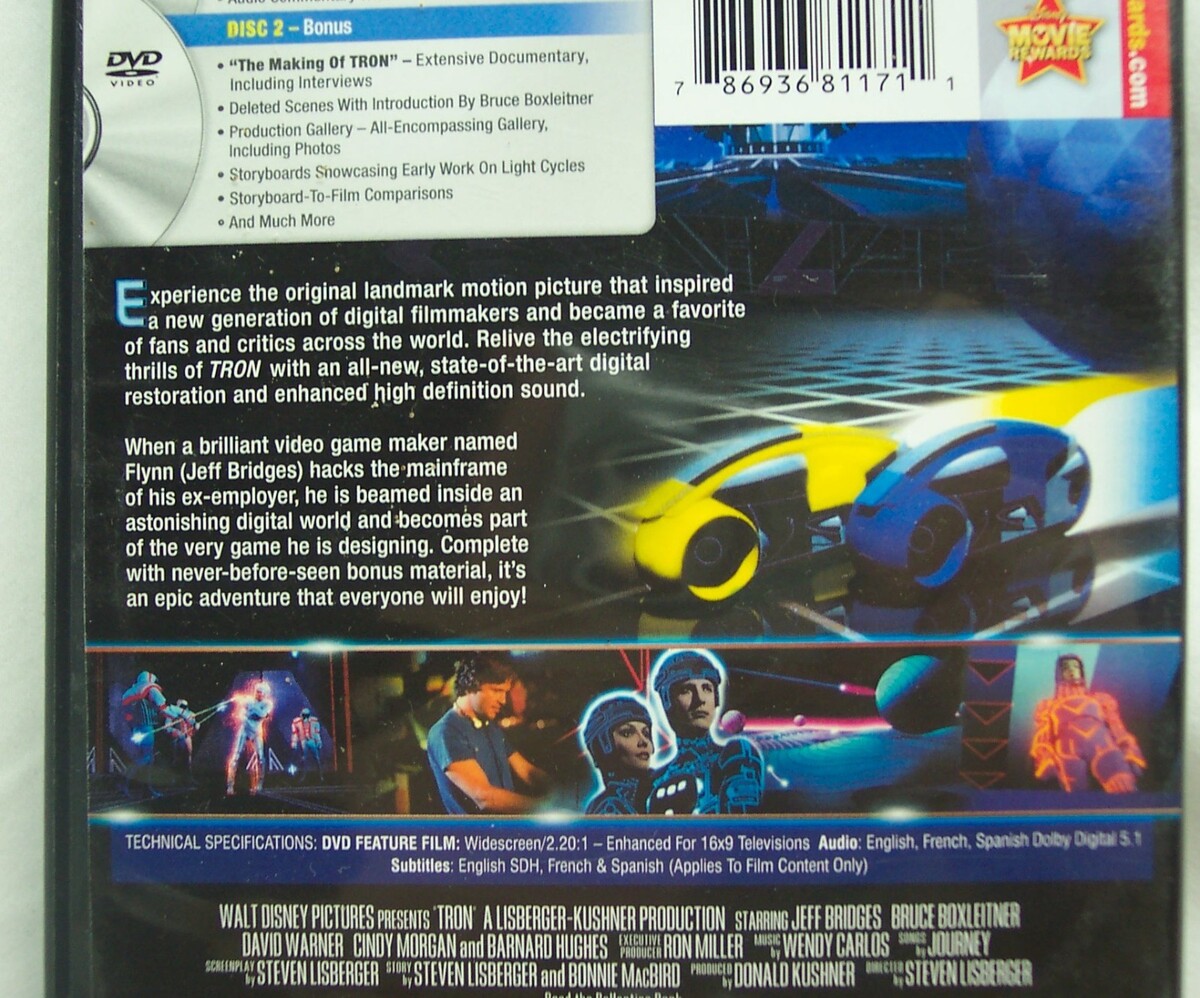 DISC 2 – Bonus
DVD
VIDEO
• "The Making Of TRON" – Extensive Documentary,
Including Interviews
• Deleted Scenes With Introduction By Bruce Boxleitner
• Production Gallery – All-Encompassing Gallery,
Including Photos
• Storyboards Showcasing Early Work On Light Cycles
• Storyboard-To-Film Comparisons
• And Much More
7 86936 81171 1
Disney
MOVIE
REWARDS
ards.com
Experience the original landmark motion picture that inspired
a new generation of digital filmmakers and became a favorite
of fans and critics across the world. Relive the electrifying
thrills of TRON with an all-new, state-of-the-art digital
restoration and enhanced high definition sound.
When a brilliant video game maker named
Flynn (Jeff Bridges) hacks the mainframe
of his ex-employer, he is beamed inside an
astonishing digital world and becomes part
of the very game he is designing. Complete
with never-before-seen bonus material, it's
an epic adventure that everyone will enjoy!
TECHNICAL SPECIFICATIONS: DVD FEATURE FILM: Widescreen/2.20:1 – Enhanced For 16x9 Televisions Audio: English, French, Spanish Dolby Digital 5.1
Subtitles: English SDH, French & Spanish (Applies To Film Content Only)
WALT DISNEY PICTURES PRESENTS "TRON" A LISBERGER-KUSHNER PRODUCTION STARRING JEFF BRIDGES BRUCE BOXLEITNER
DAVID WARNER CINDY MORGAN and BARNARD HUGHES EXECUTIVE PRODUCER RON MILLER MUSIC by WENDY CARLOS SONGS by JOURNEY
SCREENPLAY by STEVEN LISBERGER STORY by STEVEN LISBERGER and BONNIE MACBIRD PRODUCED by DONALD KUSHNER DIRECTED by STEVEN LISBERGER